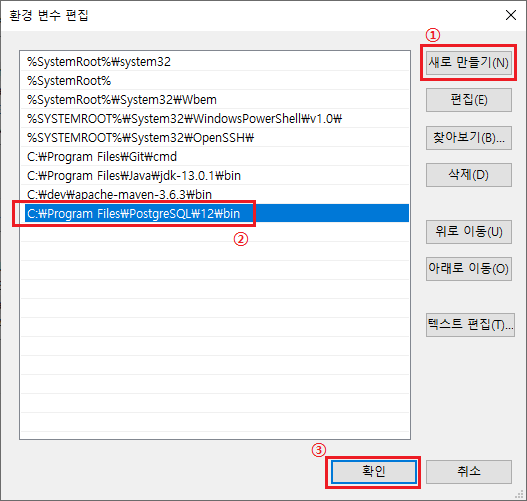 환경 변수 편집
①
%SystemRoot%₩system32
새로 만들기(N)
%SystemRoot%
%SystemRoot%₩System32₩Wbem
편집(E)
%SYSTEMROOT%₩System32₩WindowsPowerShell₩v1.0₩
%SYSTEMROOT%₩System32₩OpenSSH₩
찾아보기(B)...
C:₩Program Files₩Git₩cmd
C:₩Program Files₩Java₩jdk-13.0.1₩bin
삭제(D)
C:₩dev₩apache-maven-3.6.3₩bin
C:₩Program Files₩PostgreSQL₩12₩bin
②
위로 이동(U)
아래로 이동(O)
텍스트 편집(T)...
③
확인
취소